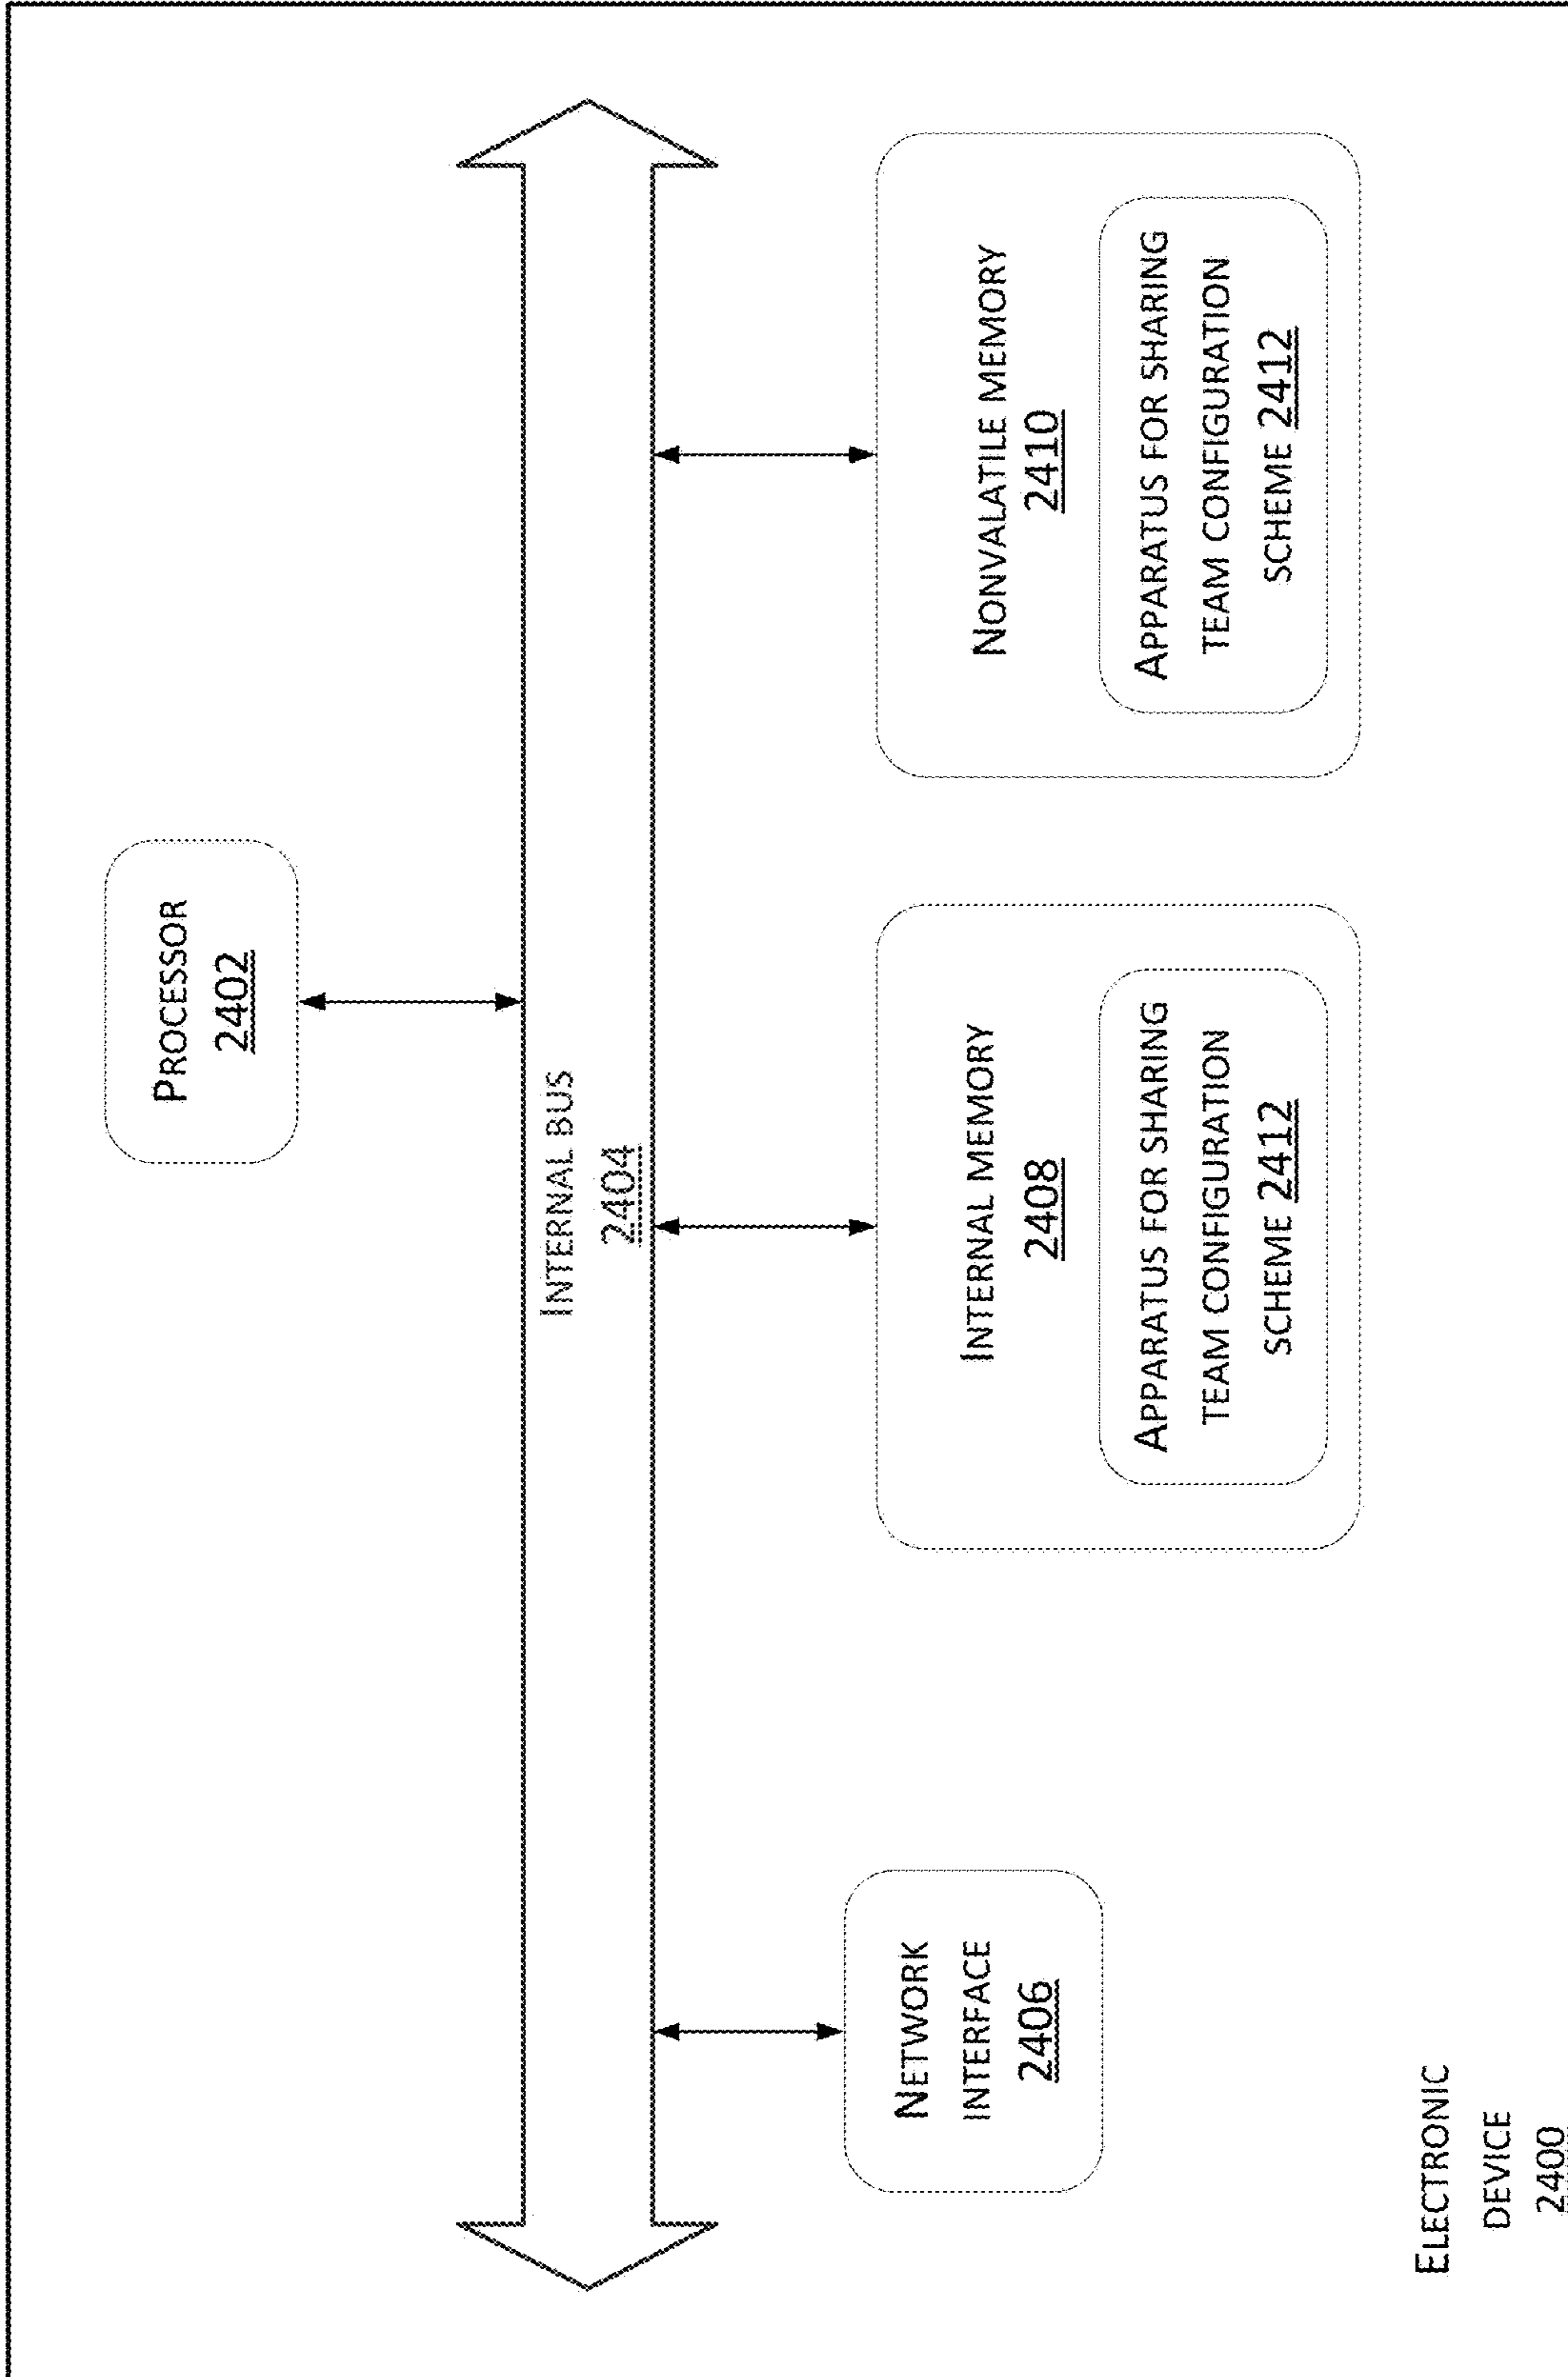 PROCESSOR
2402
INTERNAL BUS
2404
NETWORK
INTERFACE
2406
INTERNAL MEMORY
2408
APPARATUS FOR SHARING
TEAM CONFIGURATION
SCHEME 2412
NONVALATILE MEMORY
2410
APPARATUS FOR SHARING
TEAM CONFIGURATION
SCHEME 2412
ELECTRONIC
DEVICE
2400